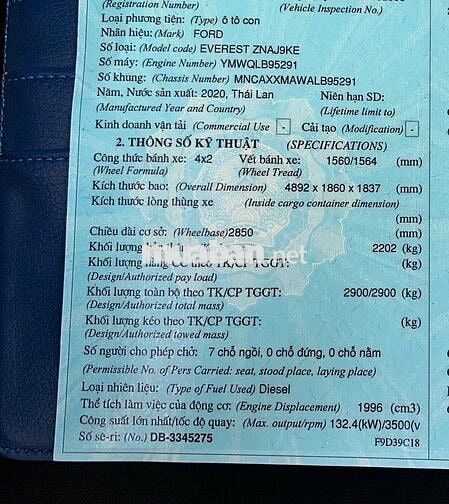 (Registration Number)
(Vehicle Inspection No.)
Loại phương tiện: (Type) ô tô con
Nhãn hiệu: (Mark) FORD
Số loại: (Model code) EVEREST ZNAJ9KE
Số máy: (Engine Number) YMWQLB95291
Số khung: (Chassis Number) MNCAXXMAWALB95291
Năm, Nước sản xuất: 2020, Thái Lan Niên hạn SD:
(Manufactured Year and Country) (Lifetime limit to)
Kinh doanh vận tải (Commercial Use - Cải tạo (Modification) -
2. THÔNG SỐ KỸ THUẬT (SPECIFICATIONS)
Công thức bánh xe: 4x2 Vết bánh xe: 1560/1564 (mm)
(Wheel Formula) (Wheel Tread)
Kích thước bao: (Overall Dimension) 4892 x 1860 x 1837 (mm)
Kích thước lòng thùng xe (Inside cargo container dimension)
(mm)
Chiều dài cơ sở: (Wheelbase) 2850 (mm)
Khối lượng 2202 (kg)
Khối lượng hàng CC theo TK/CP TGGT: (kg)
(Design/Authorized pay load)
Khối lượng toàn bộ theo TK/CP TGGT: 2900/2900 (kg)
(Design/Authorized total mass)
Khối lượng kéo theo TK/CP TGGT: (kg)
(Design/Authorized towed mass)
Số người cho phép chở: 7 chỗ ngồi, 0 chỗ đứng, 0 chỗ nằm
(Permissible No. of Pers Carried: seat, stood place, laying place)
Loại nhiên liệu: (Type of Fuel Used) Diesel
Thể tích làm việc của động cơ: (Engine Displacement) 1996 (cm3)
Công suất lớn nhất/tốc độ quay: (Max. output/rpm) 132.4(kW)/3500(v
Số sê-ri: (No.) DB-3345275 F9D39C18